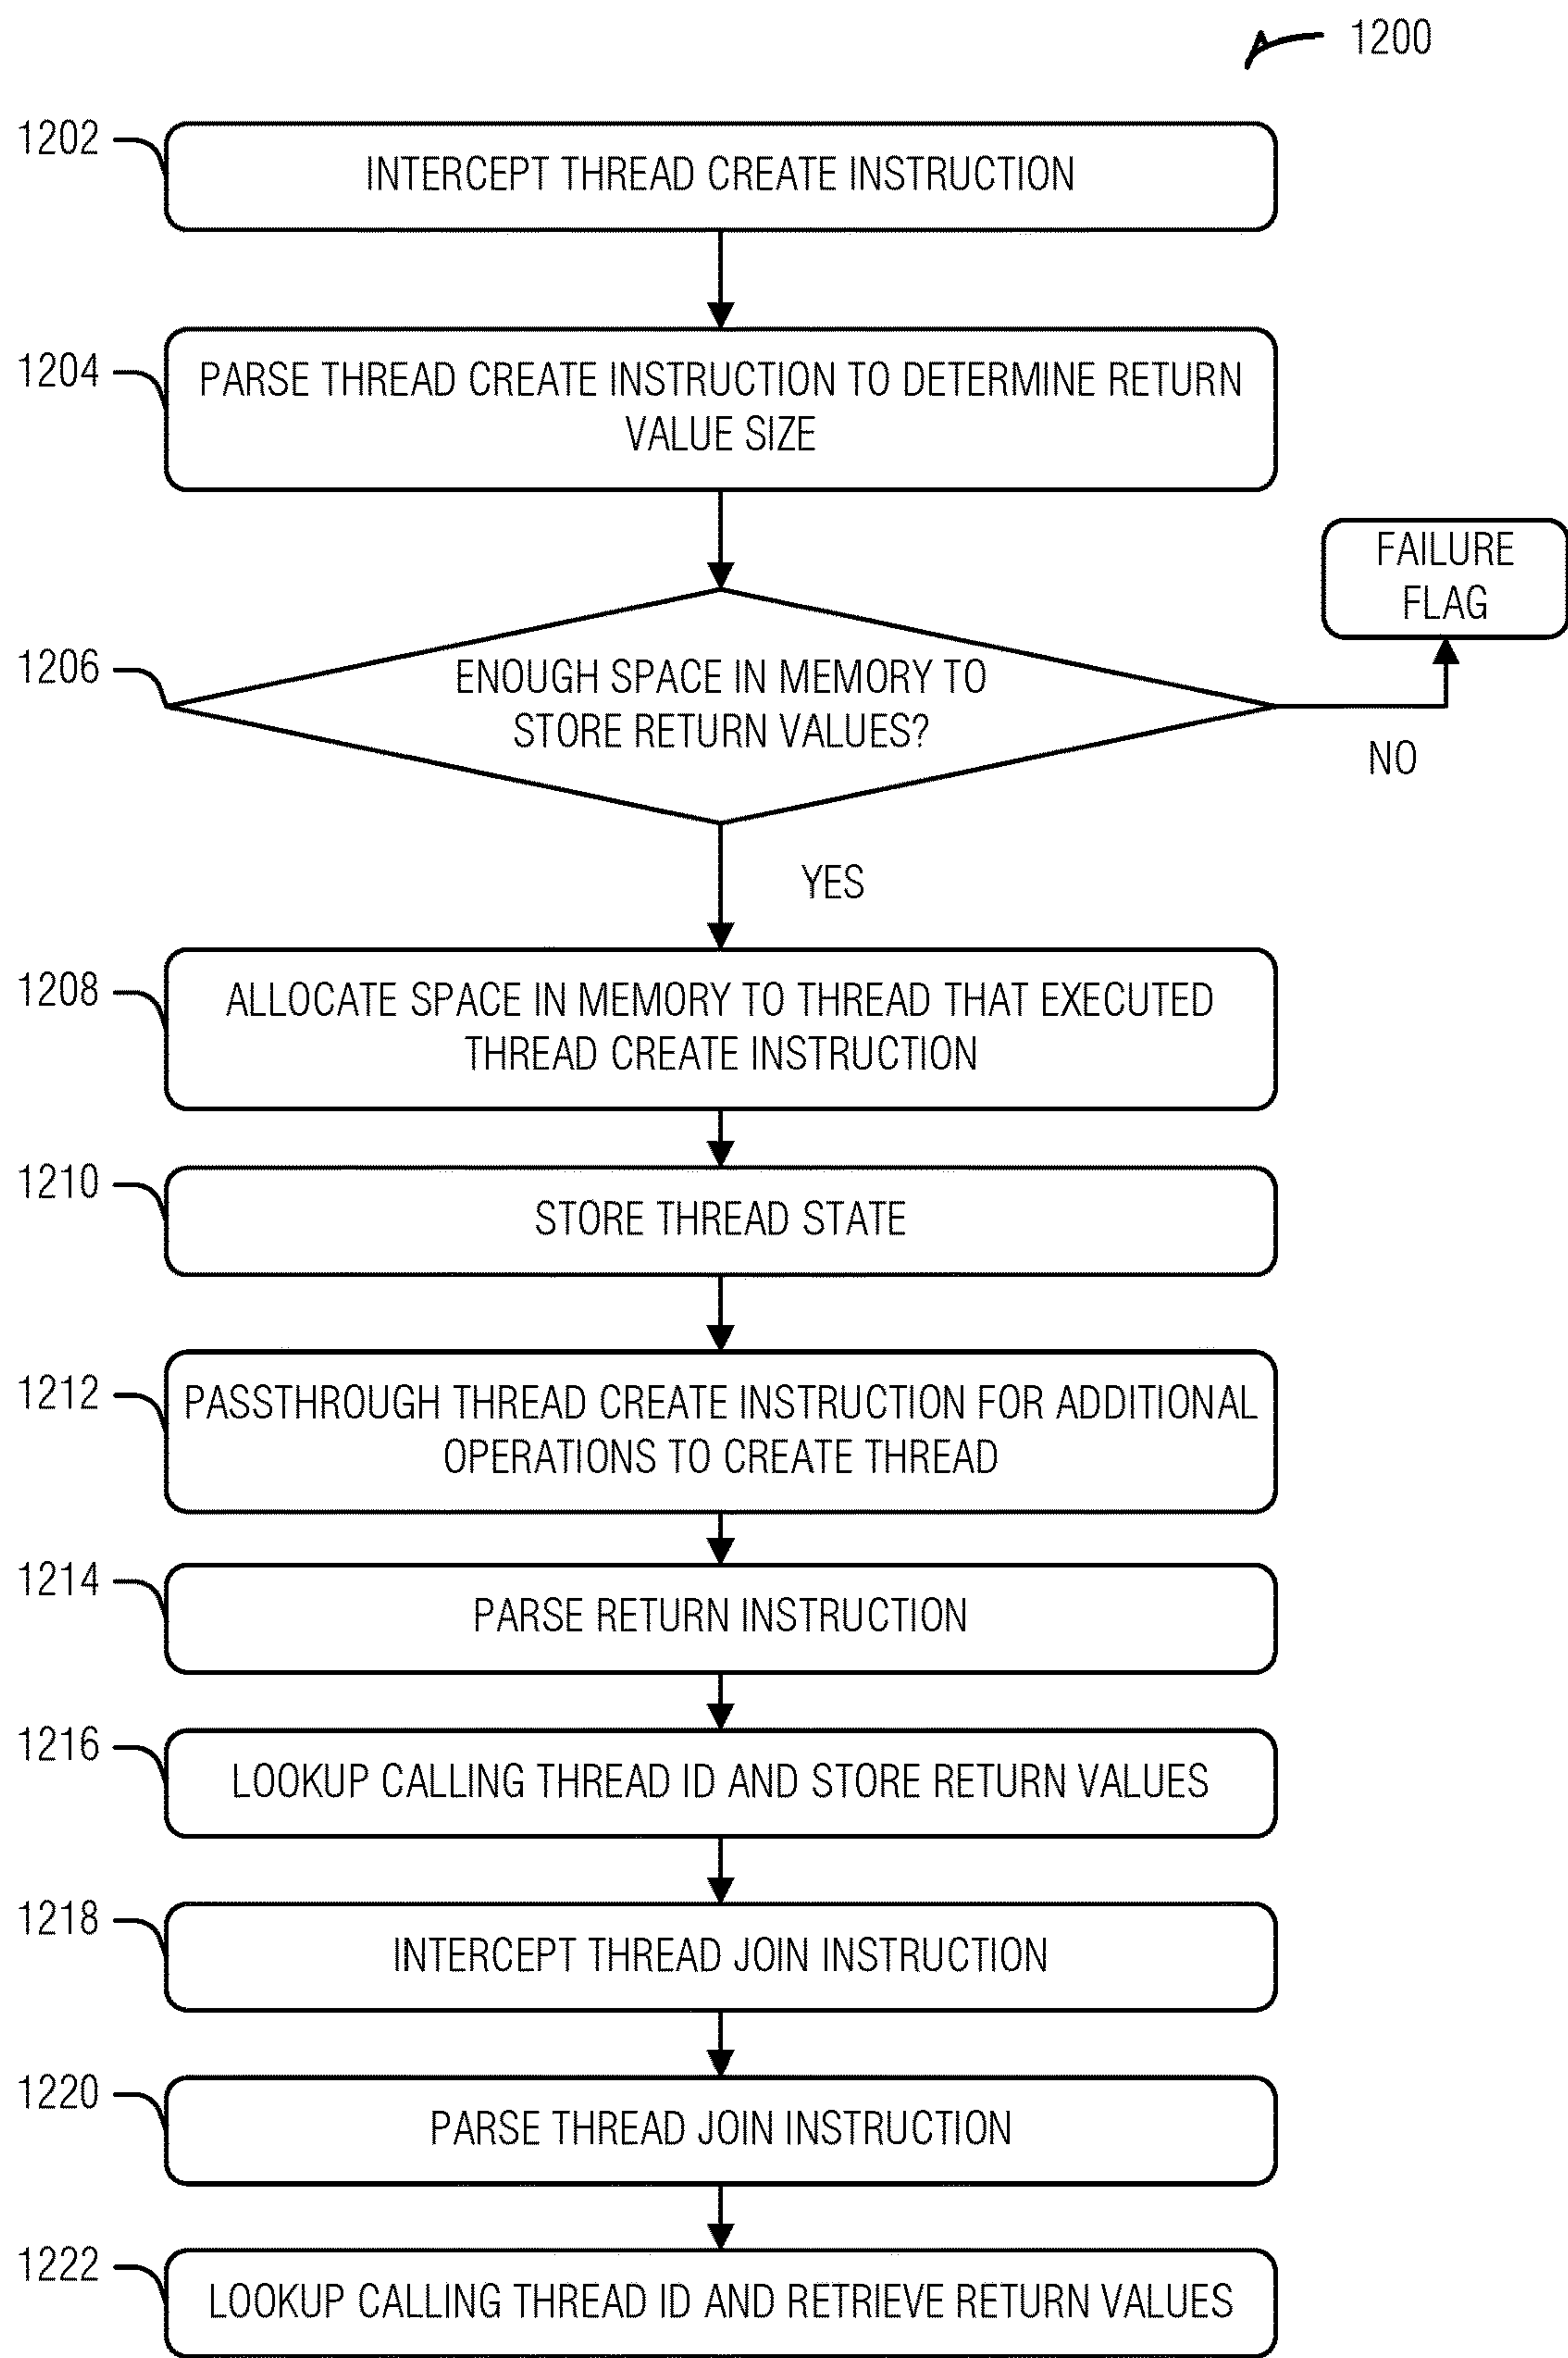 1200
1202
INTERCEPT THREAD CREATE INSTRUCTION
1204
PARSE THREAD CREATE INSTRUCTION TO DETERMINE RETURN
VALUE SIZE
FAILURE
FLAG
1206
ENOUGH SPACE IN MEMORY TO
STORE RETURN VALUES?
NO
YES
1208
ALLOCATE SPACE IN MEMORY TO THREAD THAT EXECUTED
THREAD CREATE INSTRUCTION
1210
STORE THREAD STATE
1212
PASSTHROUGH THREAD CREATE INSTRUCTION FOR ADDITIONAL
OPERATIONS TO CREATE THREAD
1214
PARSE RETURN INSTRUCTION
1216
LOOKUP CALLING THREAD ID AND STORE RETURN VALUES
1218
INTERCEPT THREAD JOIN INSTRUCTION
1220
PARSE THREAD JOIN INSTRUCTION
1222
LOOKUP CALLING THREAD ID AND RETRIEVE RETURN VALUES